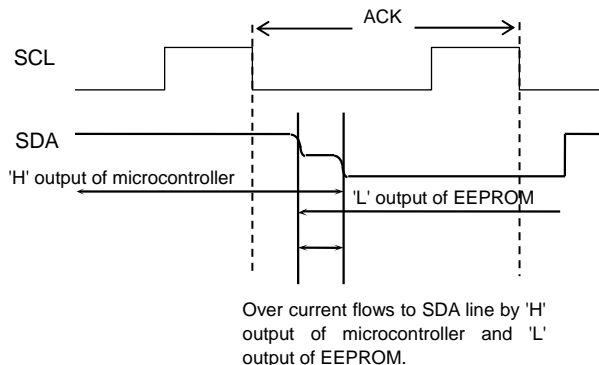 ACK
SCL
SDA
'H' output of microcontroller
'L' output of EEPROM
Over current flows to SDA line by 'H'
output of microcontroller and 'L'
output of EEPROM.